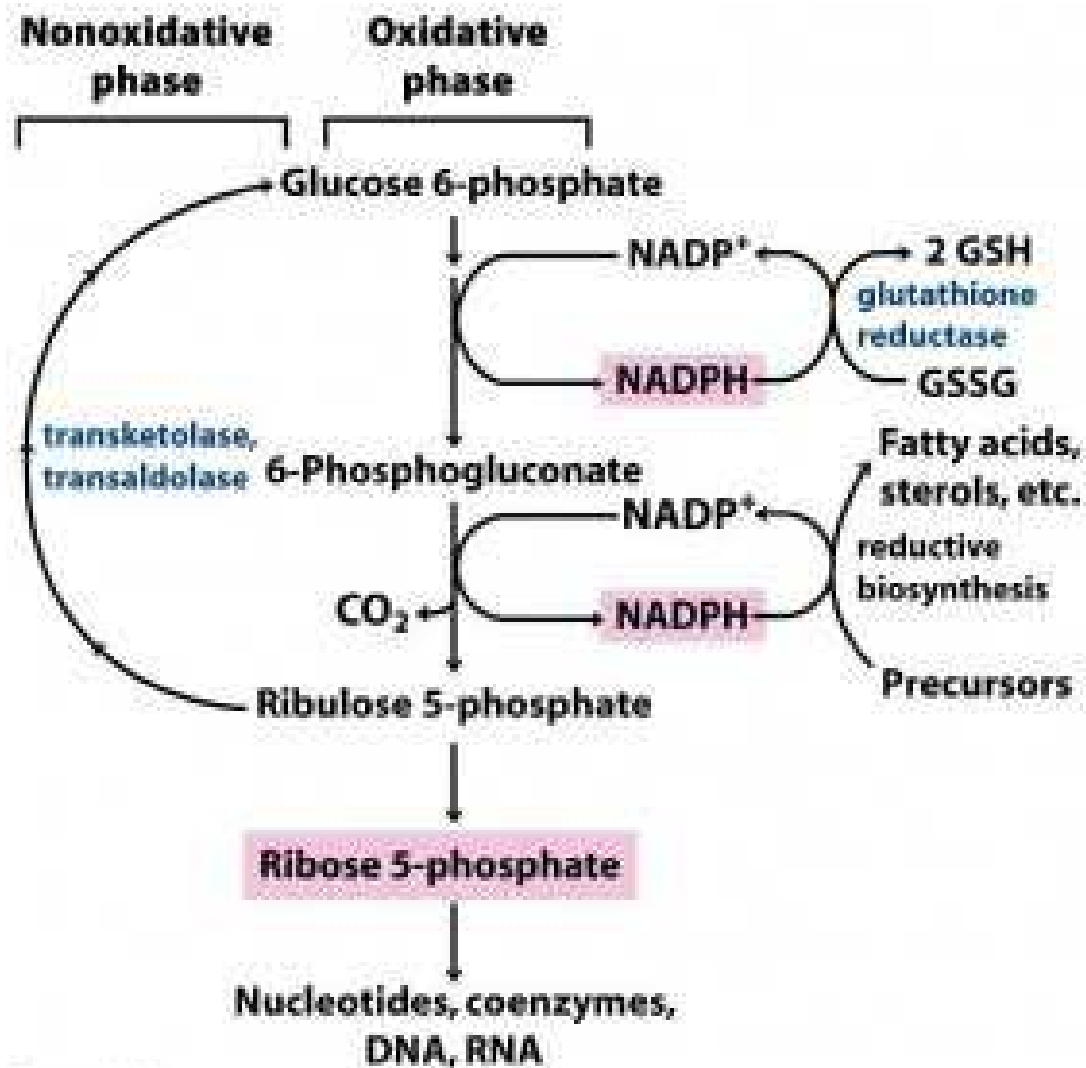 Nonoxidative
phase
Oxidative
phase
Glucose 6-phosphate
NADP⁺
2 GSH
glutathione
reductase
NADPH
GSSG
transketolase,
transaldolase
6-Phosphogluconate
Fatty acids,
sterols, etc.
NADP⁺
reductive
biosynthesis
CO₂
NADPH
Precursors
Ribulose 5-phosphate
Ribose 5-phosphate
Nucleotides, coenzymes,
DNA, RNA